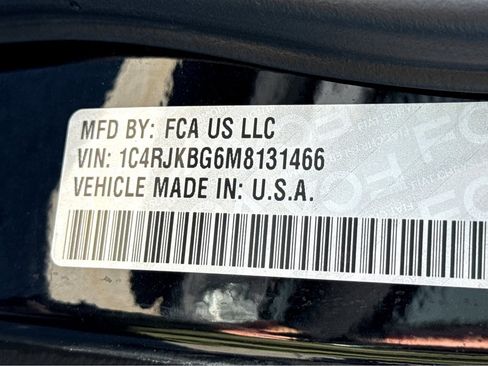 MFD BY: FCA US LLC
VIN: 1C4RJKBG6M8131466
VEHICLE MADE IN: U.S.A.